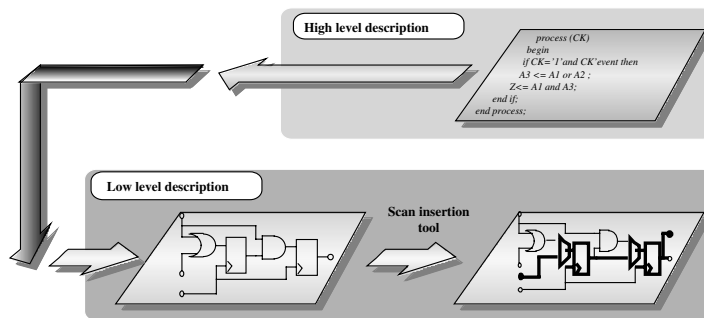 High level description
process (CK)
begin
if CK='1'and CK'event then
A3 <= A1 or A2 ;
Z<= A1 and A3;
end if;
end process;
Low level description
Scan insertion
tool